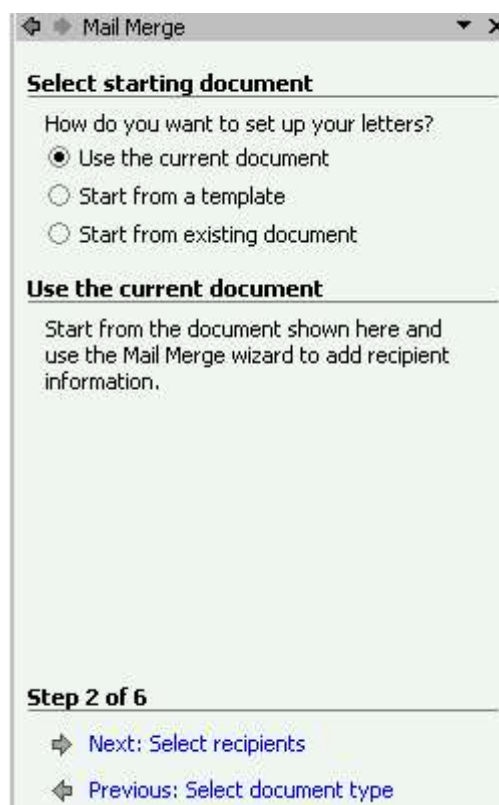 Mail Merge
Select starting document
How do you want to set up your letters?
Use the current document
Start from a template
Start from existing document
Use the current document
Start from the document shown here and
use the Mail Merge wizard to add recipient
information.
Step 2 of 6
Next: Select recipients
Previous: Select document type